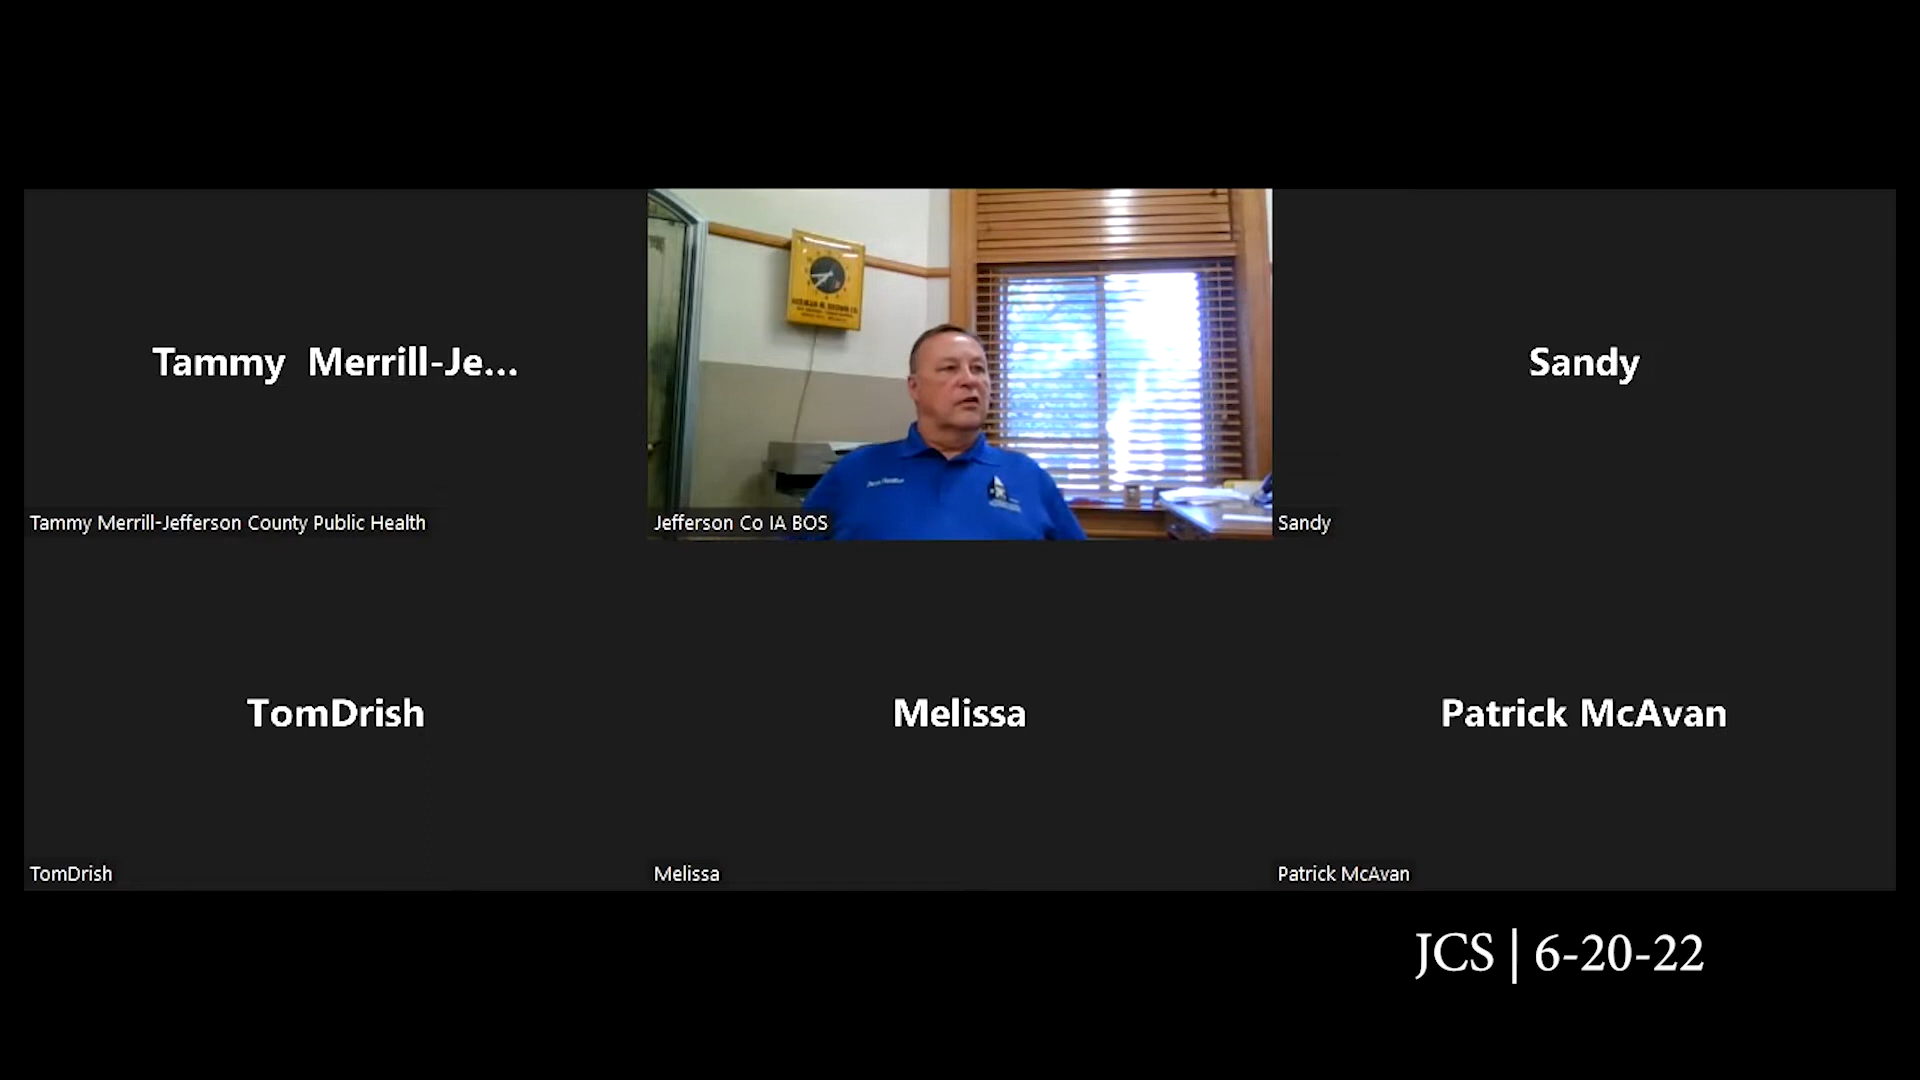 Tammy  Merrill-Je...
Tammy Merrill-Jefferson County Public Health
Jefferson Co IA BOS
Sandy
Sandy
TomDrish
TomDrish
Melissa
Melissa
Patrick McAvan
Patrick McAvan
JCS | 6-20-22